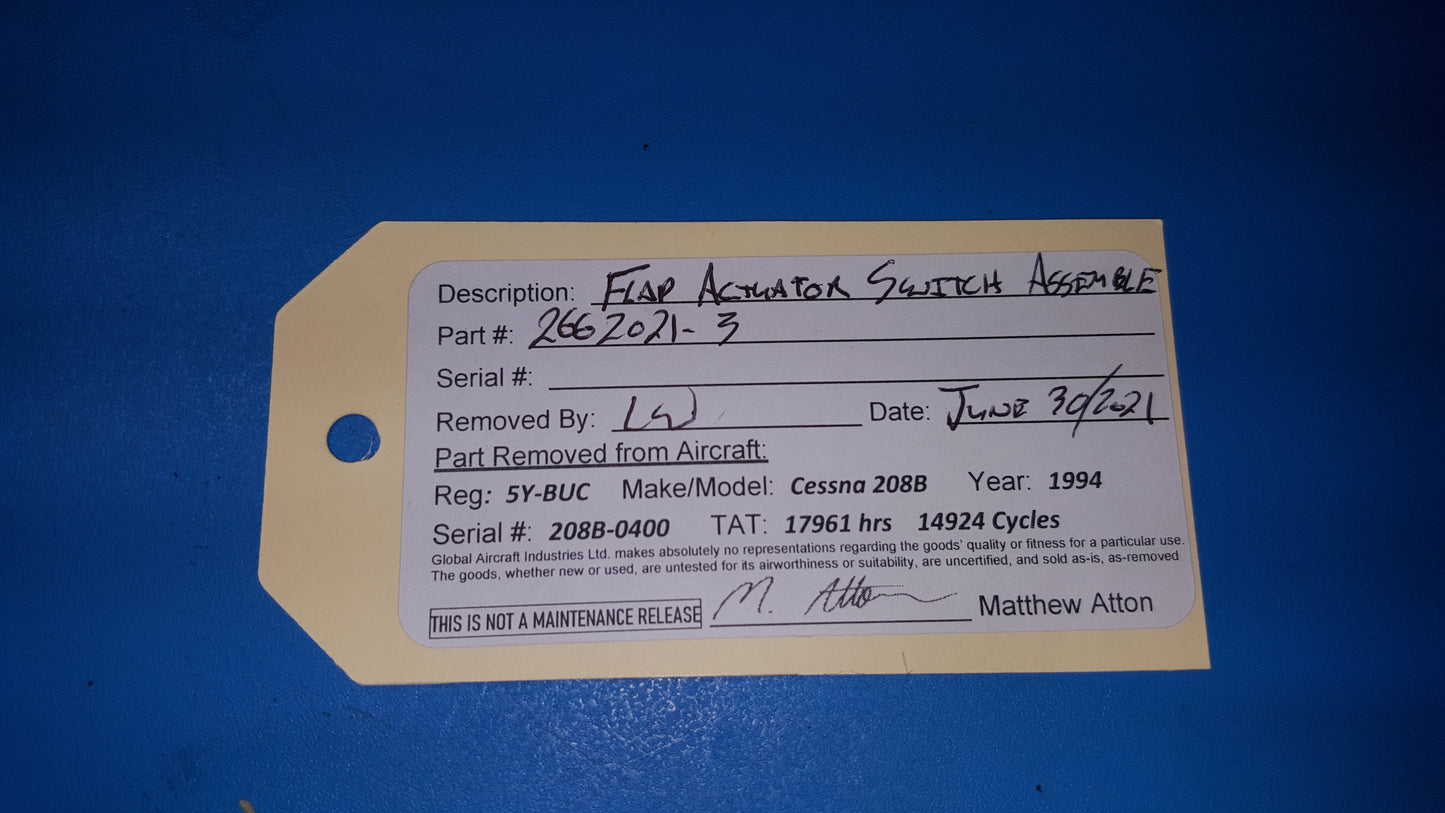 Description: FLAP ACTUATOR SWITCH ASSEMBLE
Part #: 2662021-3
Serial #:
Removed By: Date: JUNE 30/2021
Part Removed from Aircraft:
Reg: 5Y-BUC Make/Model: Cessna 208B Year: 1994
Serial #: 208B-0400 TAT: 17961 hrs 14924 Cycles
Global Aircraft Industries Ltd. makes absolutely no representations regarding the goods' quality or fitness for a particular use.
The goods, whether new or used, are untested for its airworthiness or suitability, are uncertified, and sold as-is, as-removed
THIS IS NOT A MAINTENANCE RELEASE M. Atton Matthew Atton